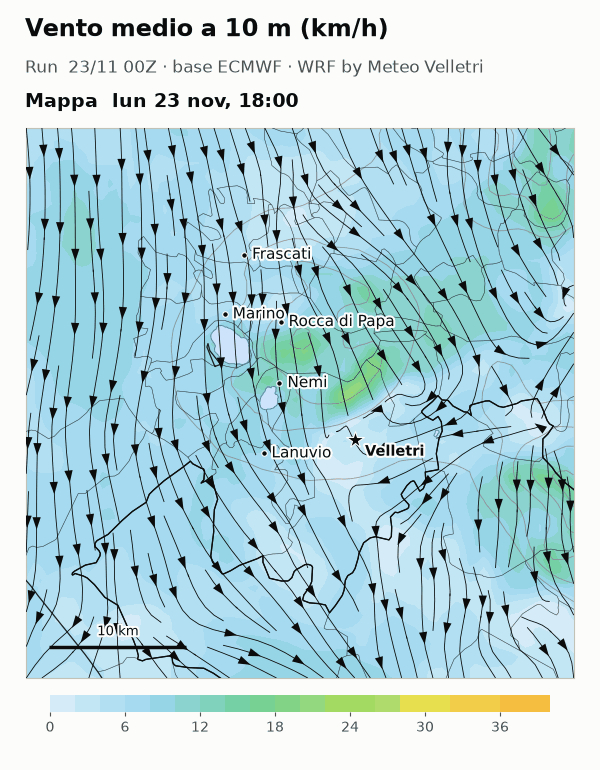 Vento medio a 10 m (km/h)
Run  23/11 00Z · base ECMWF · WRF by Meteo Velletri
Mappa  lun 23 nov, 18:00
Frascati
Marino
Rocca di Papa
Nemi
Velletri
Lanuvio
10 km
0 6 12 18 24 30 36